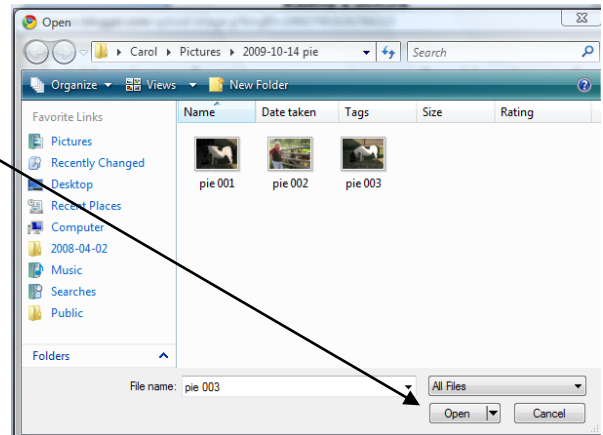 Open
Carol Pictures 2009-10-14 pie Search
Organize Views New Folder
Favorite Links
Name Date taken Tags Size Rating
Pictures
Recently Changed
Desktop
Recent Places
Computer
2008-04-02
Music
Searches
Public
pie 001 pie 002 pie 003
Folders
File name: pie 003 All Files
Open Cancel